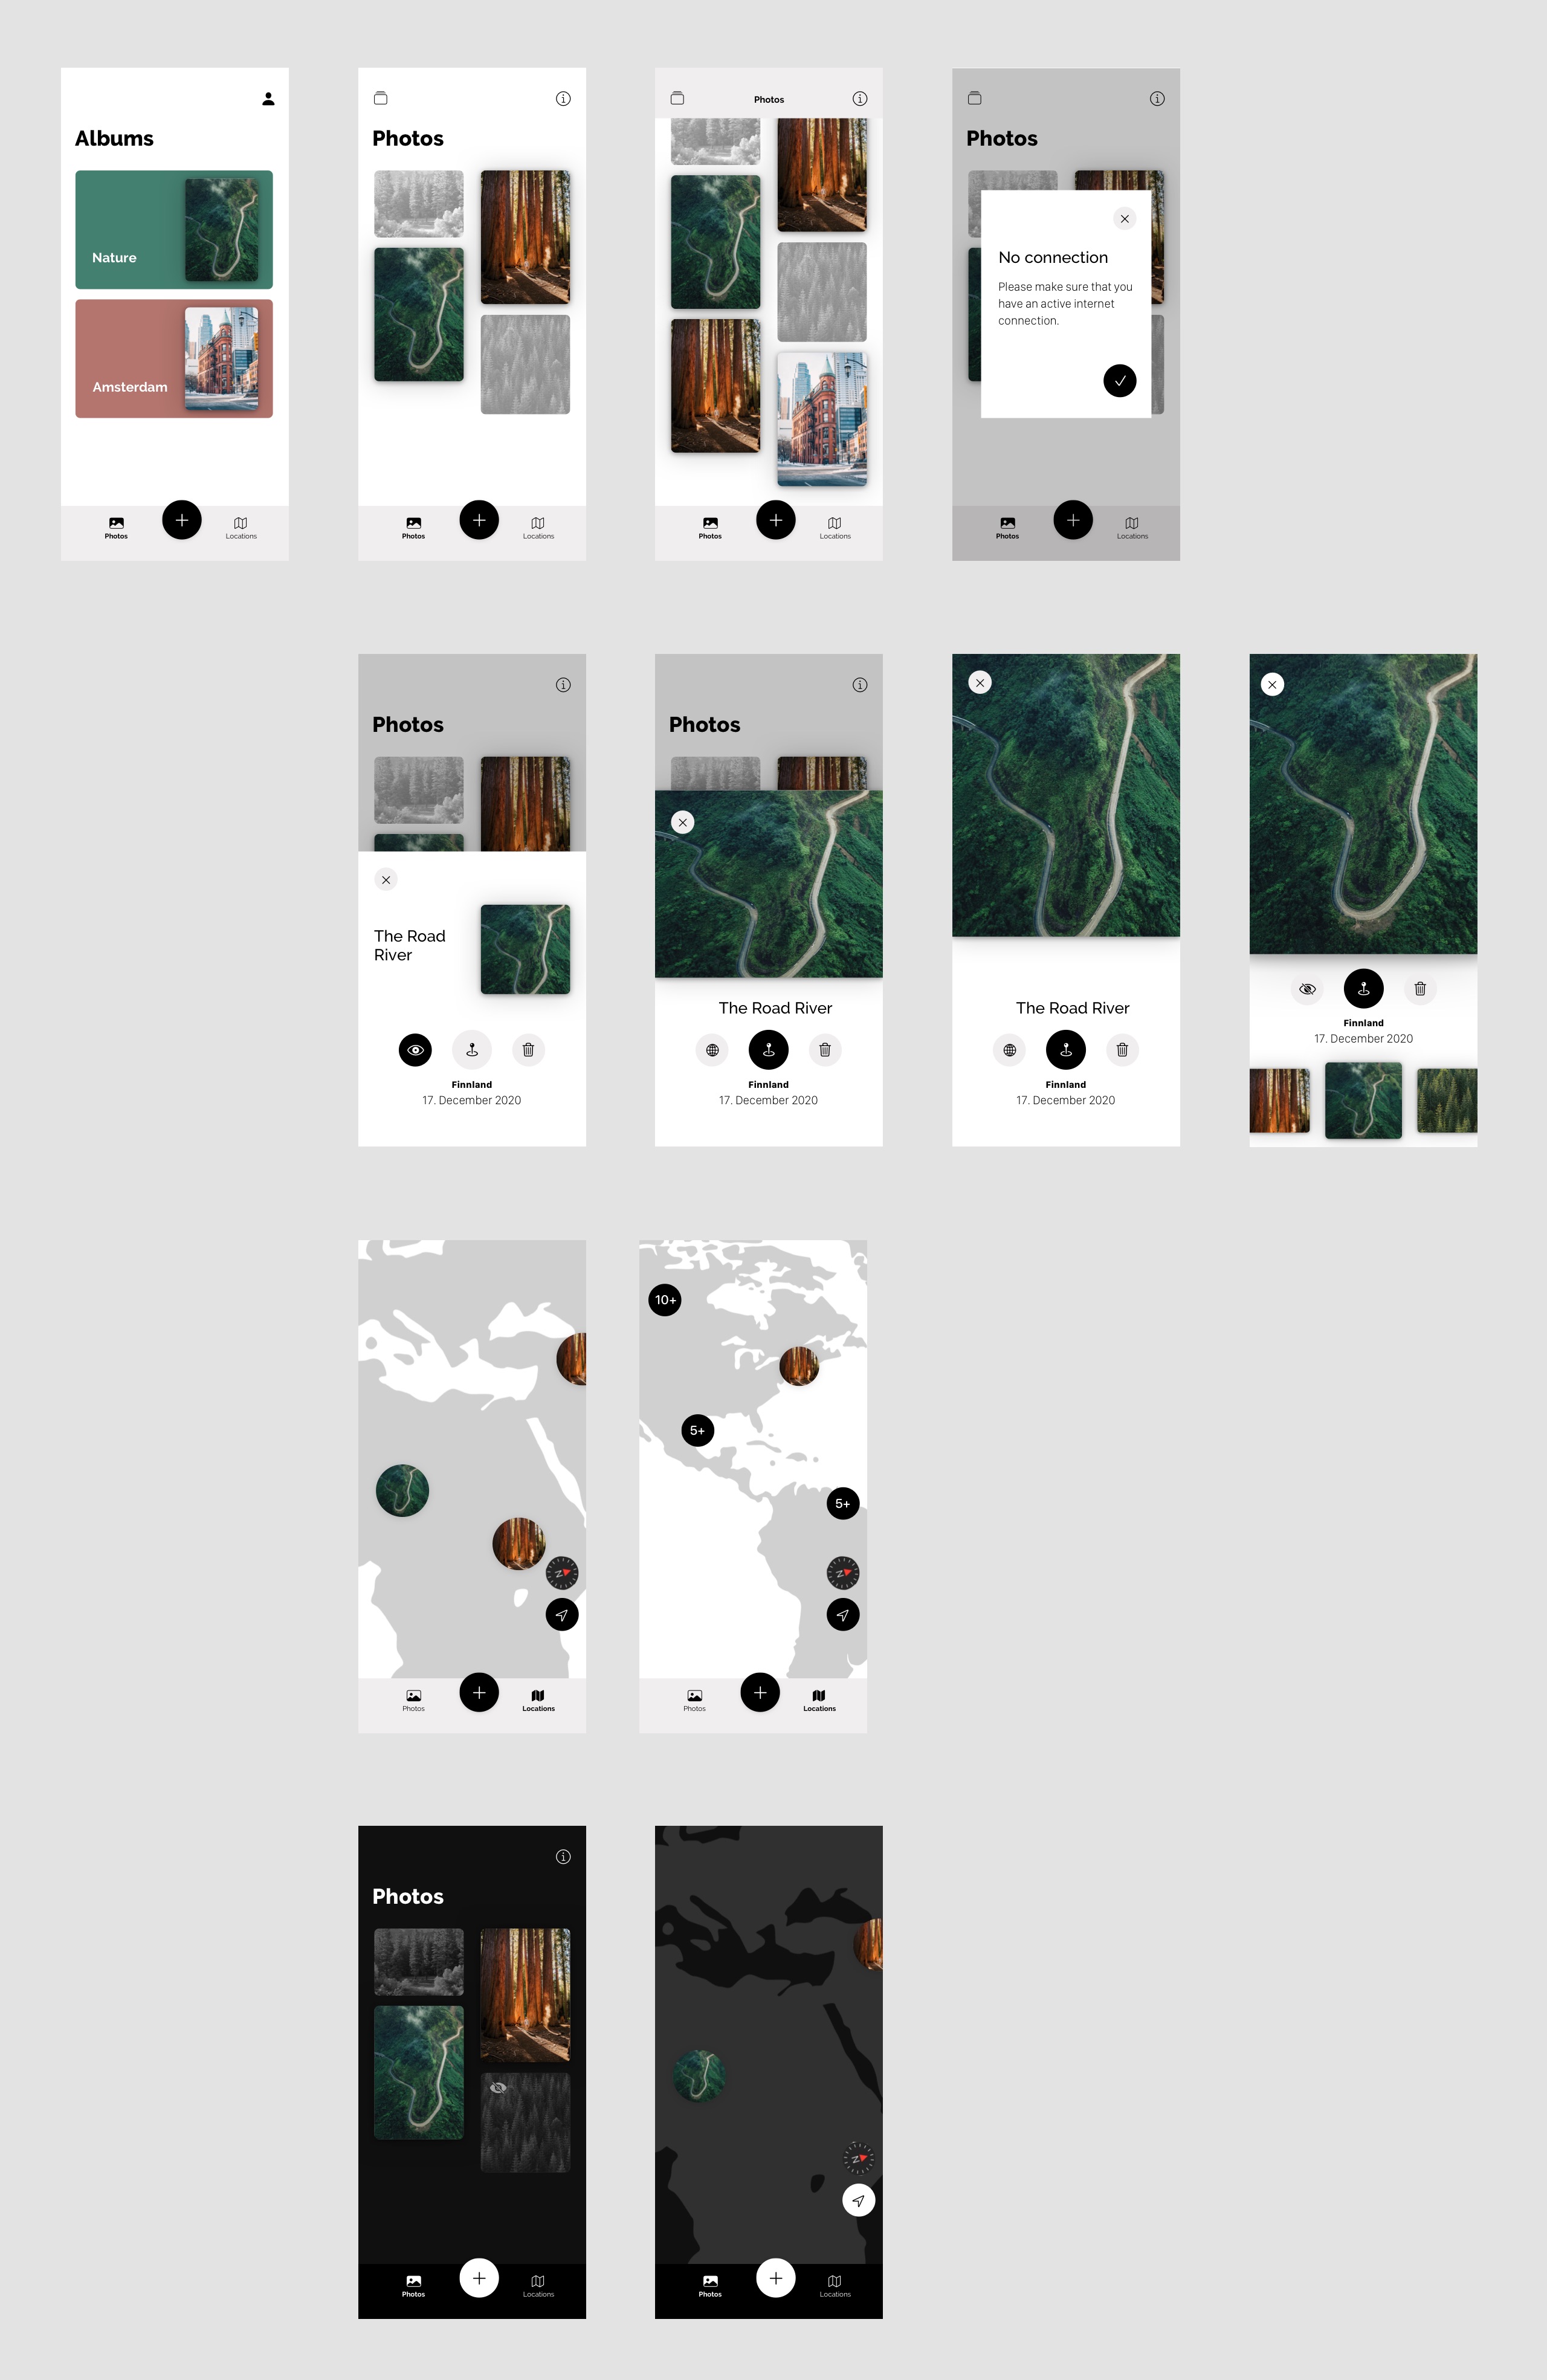 Albums
Nature
Amsterdam
Photos
Locations
Photos
Photos
Locations
Photos
Photos
Locations
Photos
No connection
Please make sure that you
have an active internet
connection.
Photos
Locations
Photos
The Road
River
Finnland
17. December 2020
Photos
The Road River
Finnland
17. December 2020
The Road River
Finnland
17. December 2020
Finnland
17. December 2020
N
Photos
Locations
10+
5+
5+
N
Photos
Locations
Photos
Photos
Locations
N
Photos
Locations